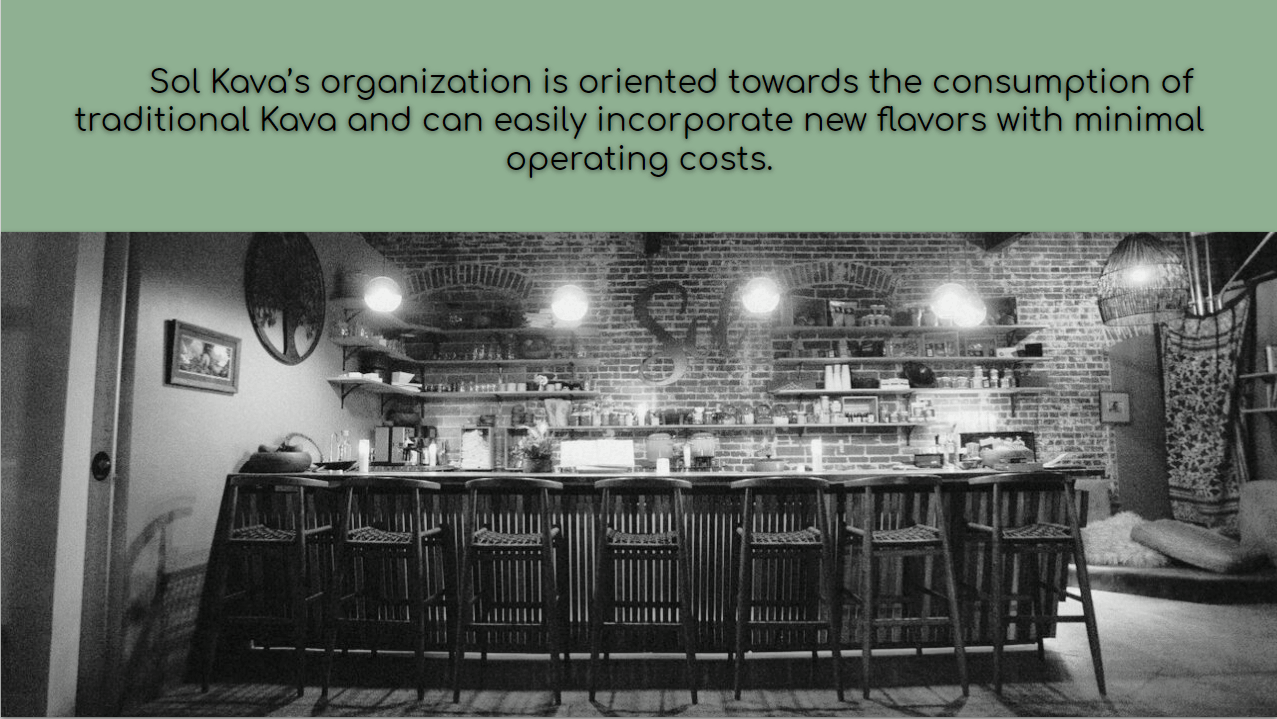 Sol Kava’s organization is oriented towards the consumption of
traditional Kava and can easily incorporate new flavors with minimal
operating costs.
Sol